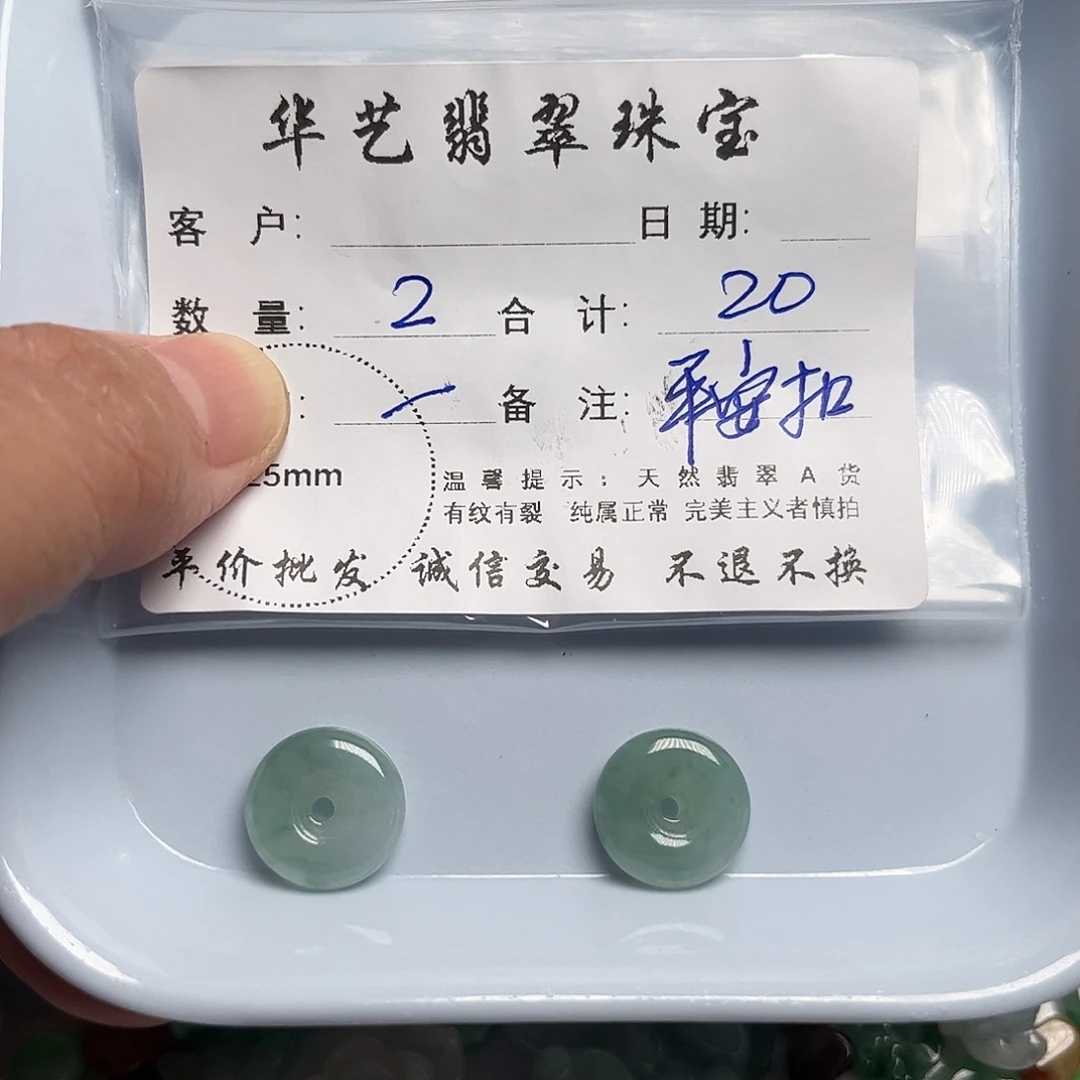 华艺翡翠珠宝
客 户: 日 期:
数 量: 2 合 计: 20
: 一 备 注: 平安扣
25mm
温馨提示:天然翡翠A货
有纹有裂 纯属正常 完美主义者慎拍
平价批发 诚信交易 不退不换